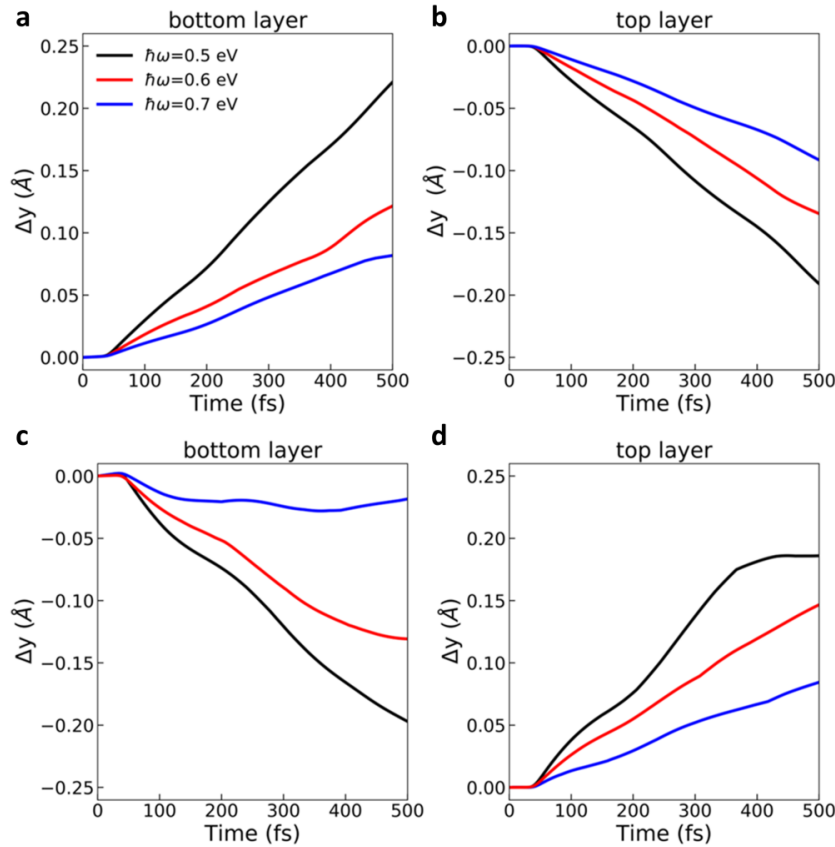 a
bottom layer
0.25
0.20
0.15
0.10
0.05
0.00
Δy (Å)
ħω=0.5 eV
ħω=0.6 eV
ħω=0.7 eV
0 100 200 300 400 500
Time (fs)
b
top layer
0.00
−0.05
−0.10
−0.15
−0.20
−0.25
Δy (Å)
0 100 200 300 400 500
Time (fs)
c
bottom layer
0.00
−0.05
−0.10
−0.15
−0.20
−0.25
Δy (Å)
0 100 200 300 400 500
Time (fs)
d
top layer
0.25
0.20
0.15
0.10
0.05
0.00
Δy (Å)
0 100 200 300 400 500
Time (fs)